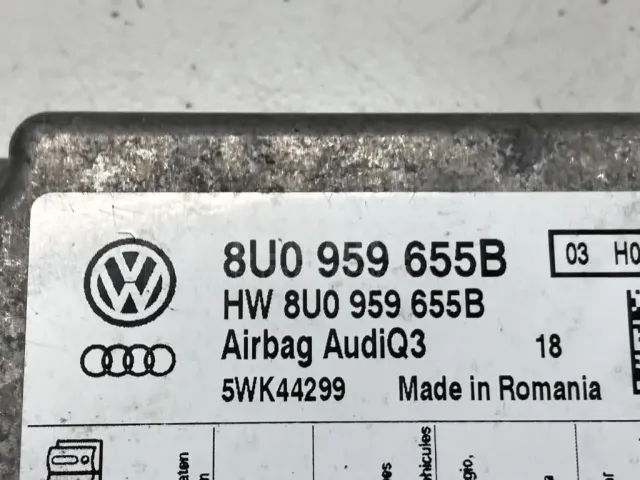 8U0 959 655B
03 H0
HW 8U0 959 655B
Airbag AudiQ3 18
5WK44299 Made in Romania